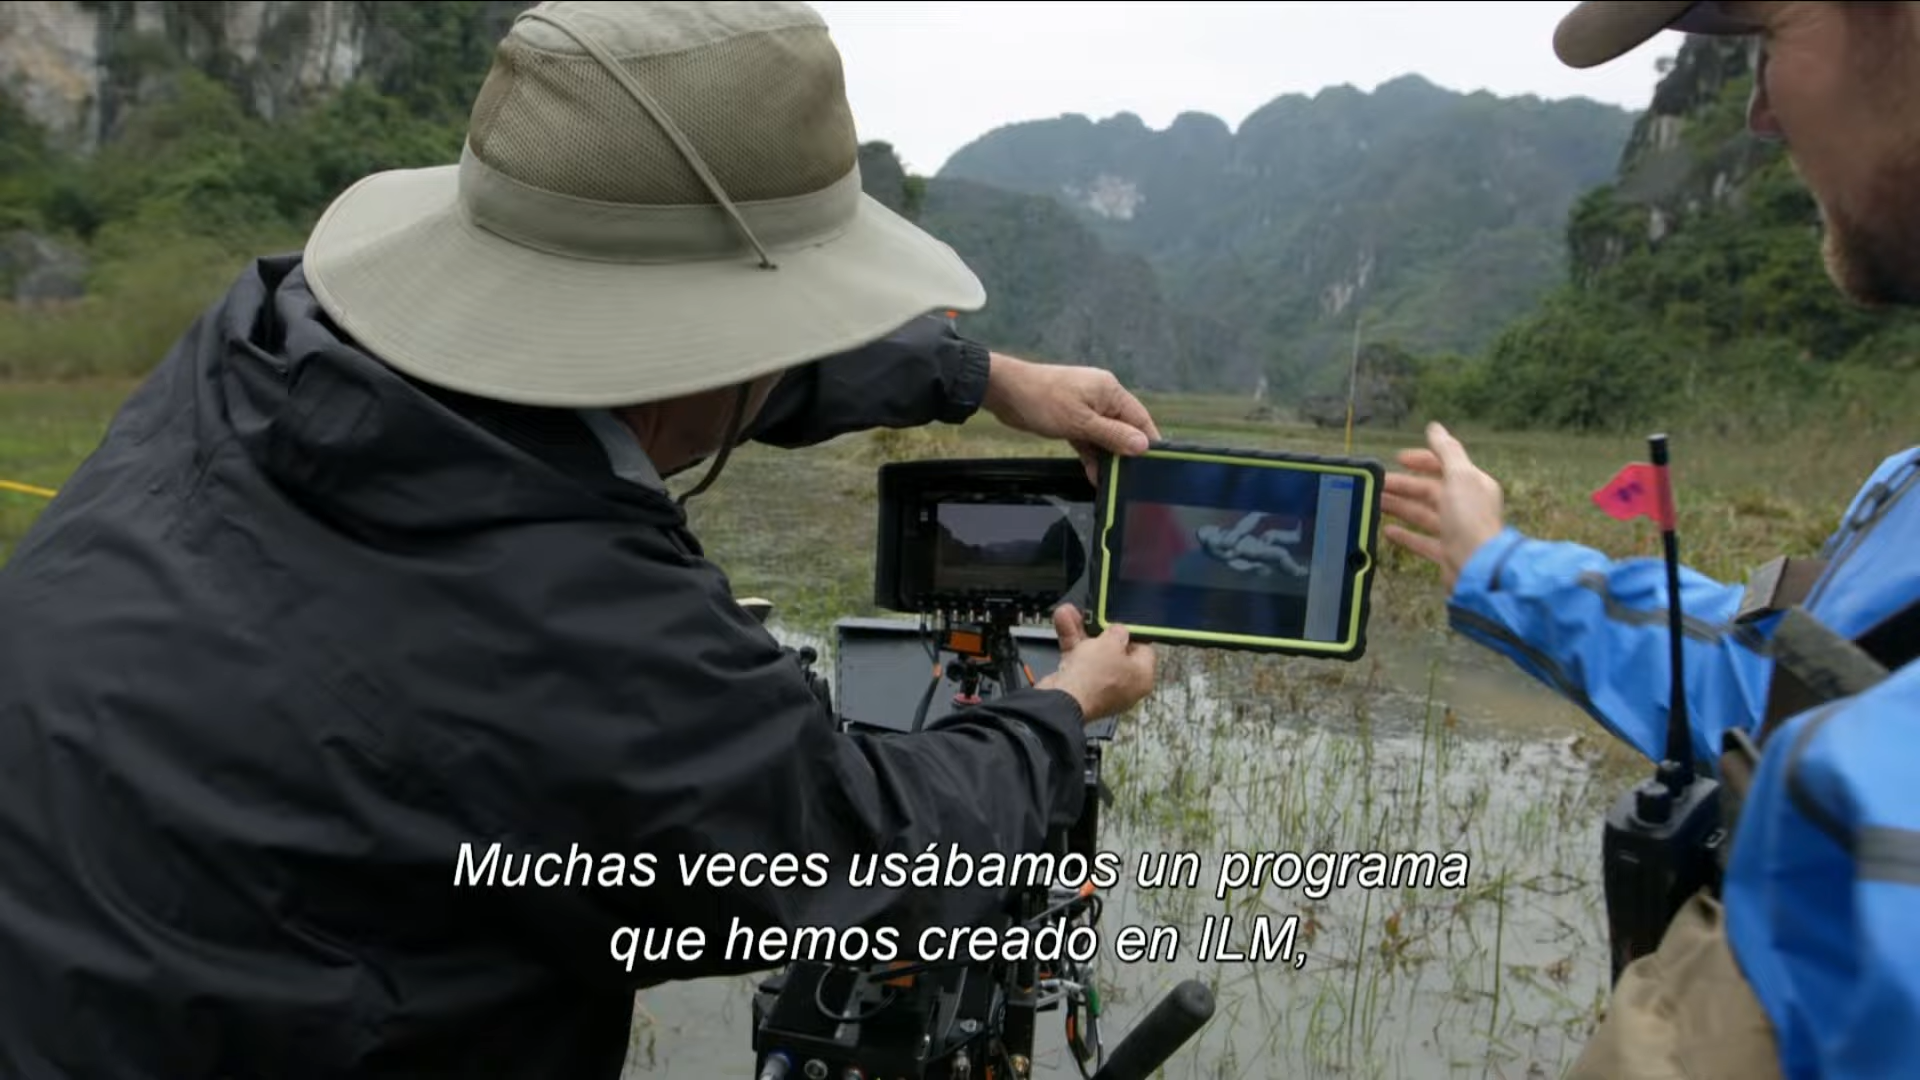 Muchas veces usábamos un programa
que hemos creado en ILM,